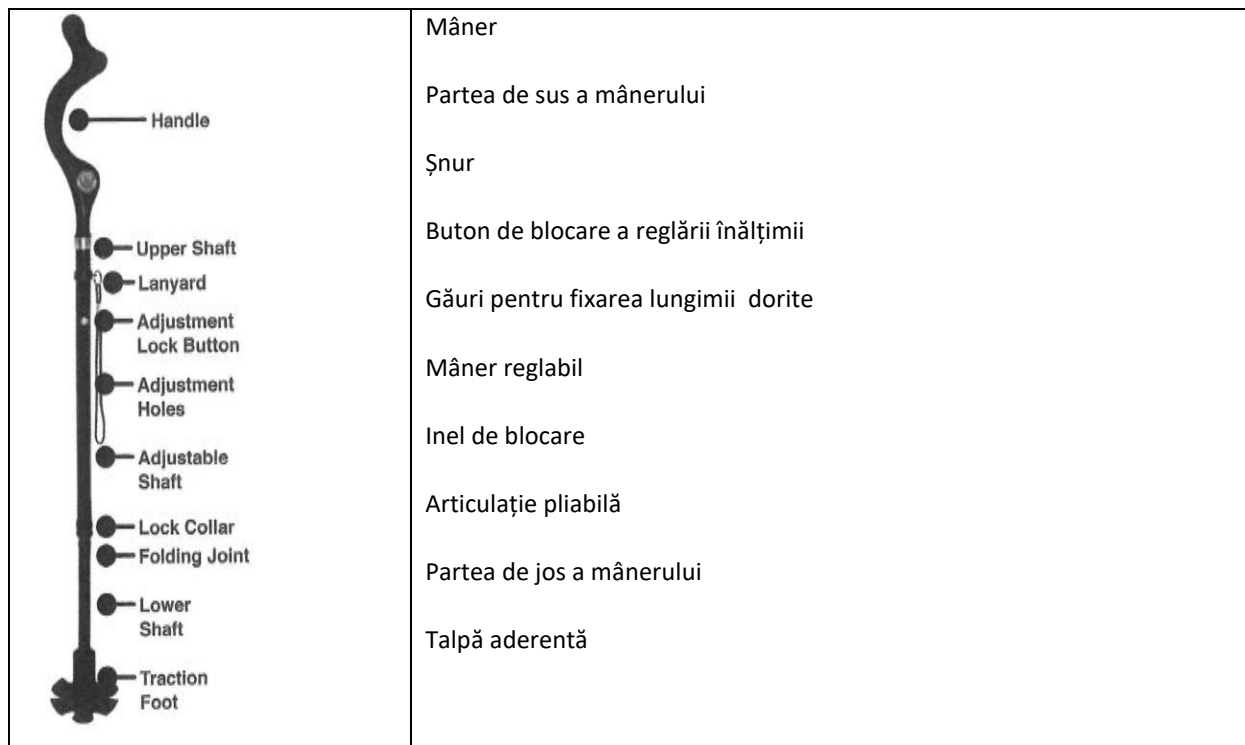 Handle
Upper Shaft
Lanyard
Adjustment
Lock Button
Adjustment
Holes
Adjustable
Shaft
Lock Collar
Folding Joint
Lower
Shaft
Traction
Foot
Mâner
Partea de sus a mânerului
Șnur
Buton de blocare a reglării înălțimii
Găuri pentru fixarea lungimii dorite
Mâner reglabil
Inel de blocare
Articulație pliabilă
Partea de jos a mânerului
Talpă aderentă